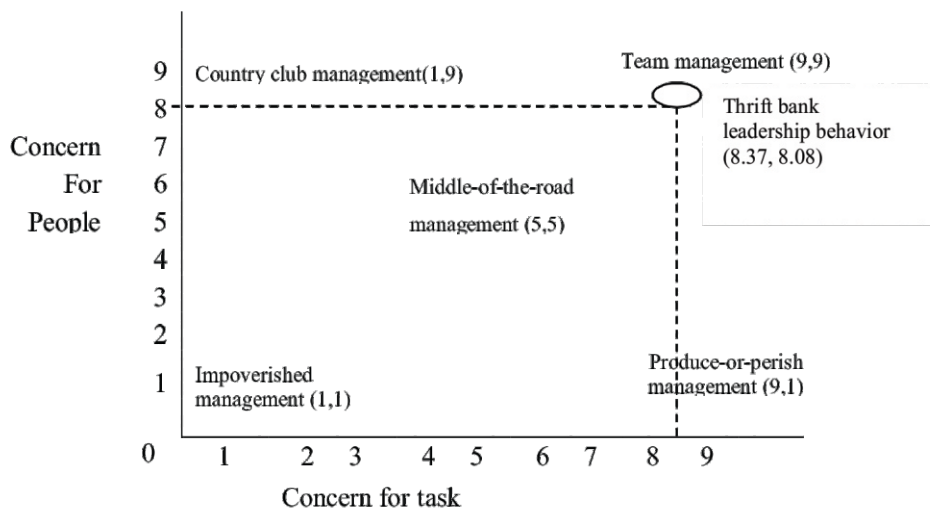 9
8
7
6
5
4
3
2
1
0
Concern
For
People
Country club management(1,9)
Team management (9,9)
Thrift bank
leadership behavior
(8.37, 8.08)
Middle-of-the-road
management (5,5)
Impoverished
management (1,1)
Produce-or-perish
management (9,1)
1 2 3 4 5 6 7 8 9
Concern for task